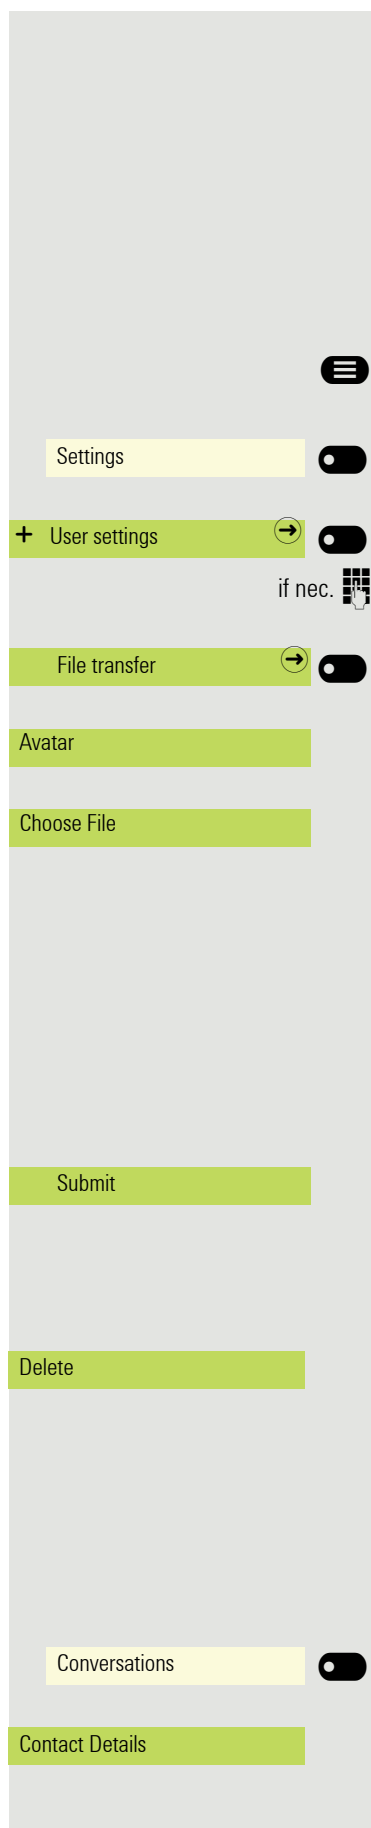 Settings
+ User settings
if nec.
File transfer
Avatar
Choose File
Submit
Delete
Conversations
Contact Details